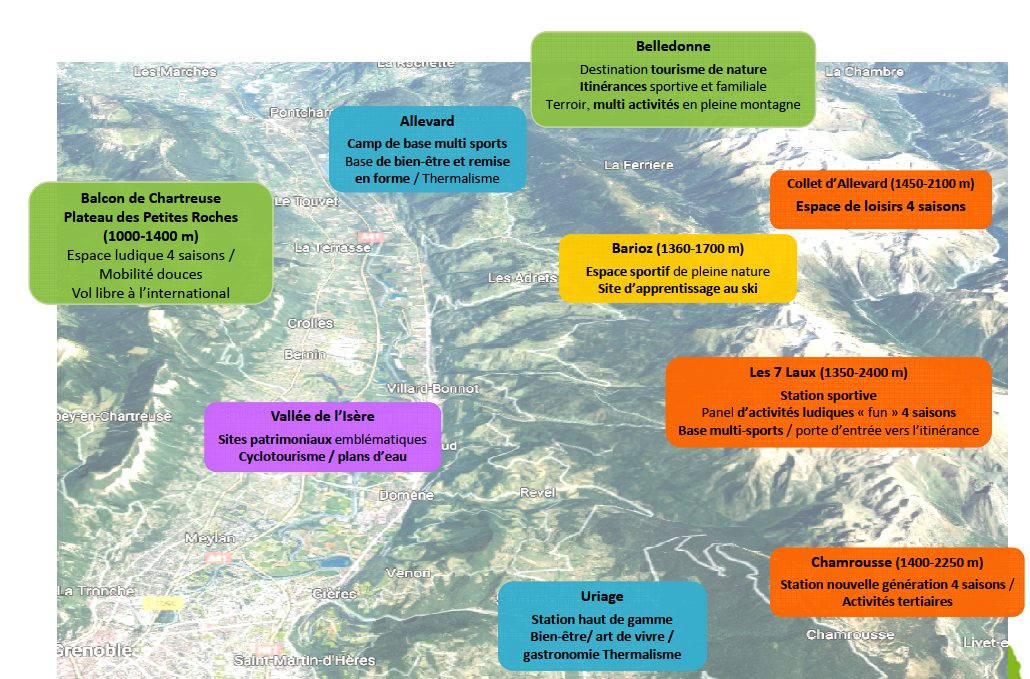 Belledonne
Destination tourisme de nature
Itinérances sportive et familiale
Terroir, multi activités en pleine montagne
Les Marches
La Rochette
La Chambre
Allevard
Camp de base multi sports
Base de bien-être et remise
en forme / Thermalisme
La Ferrière
Collet d’Allevard (1450-2100 m)
Espace de loisirs 4 saisons
Balcon de Chartreuse
Plateau des Petites Roches
(1000-1400 m)
Espace ludique 4 saisons /
Mobilité douces
Vol libre à l’international
Le Touvet
A41
La Terrasse
Barioz (1360-1700 m)
Espace sportif de pleine nature
Site d’apprentissage au ski
Les Adrets
Crolles
Bernin
Villard-Bonnot
Les 7 Laux (1350-2400 m)
Station sportive
Panel d’activités ludiques « fun » 4 saisons
Base multi-sports / porte d’entrée vers l’itinérance
Vallée de l’Isère
Sites patrimoniaux emblématiques
Cyclotourisme / plans d’eau
Domène
Revel
Meylan
A41
Venon
La Tronche
Gières
Chamrousse (1400-2250 m)
Station nouvelle génération 4 saisons /
Activités tertiaires
Uriage
Station haut de gamme
Bien-être/ art de vivre /
gastronomie Thermalisme
Chamrousse
Grenoble
Saint-Martin-d'Hères